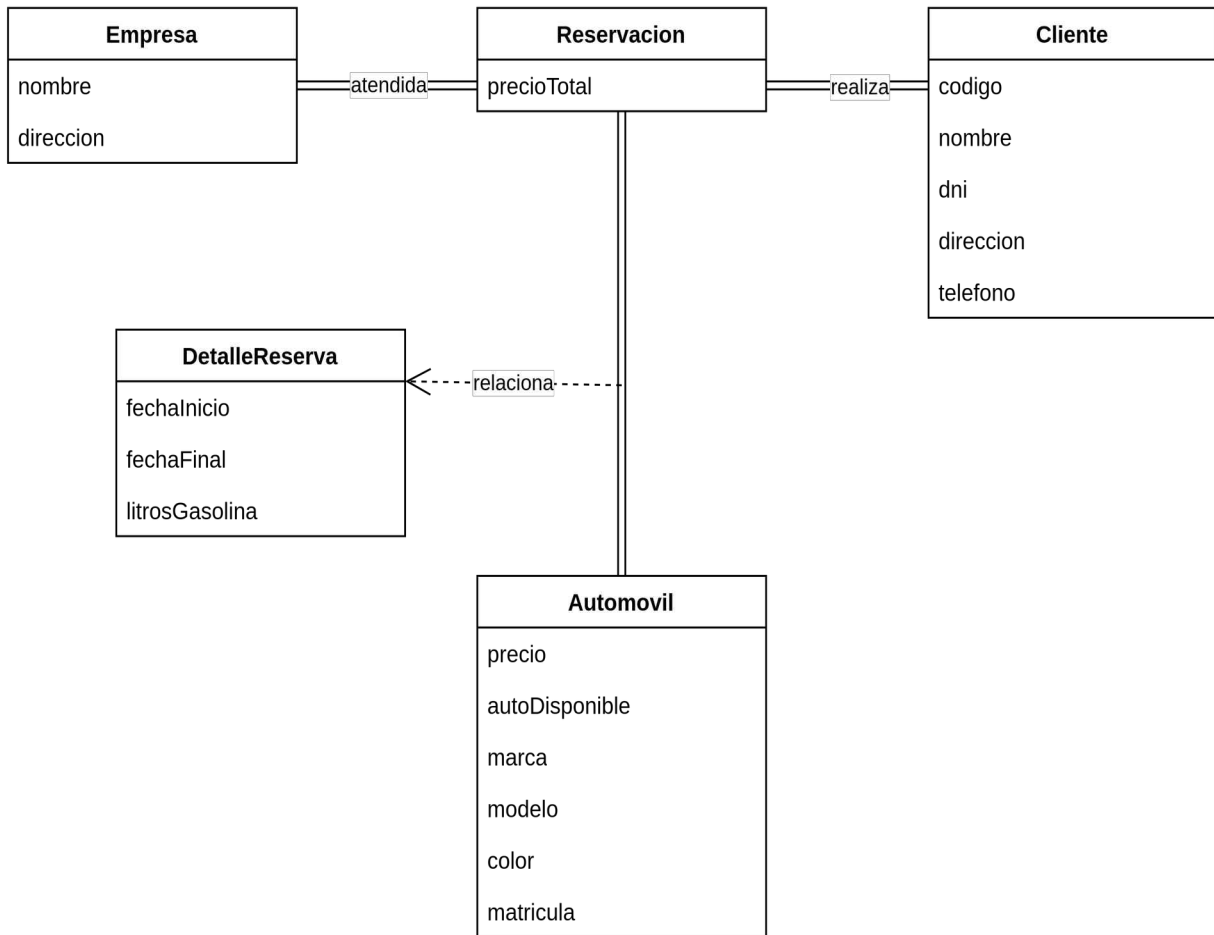 Empresa
nombre
direccion
atendida
Reservacion
precioTotal
realiza
Cliente
codigo
nombre
dni
direccion
telefono
DetalleReserva
fechaInicio
fechaFinal
litrosGasolina
relaciona
Automovil
precio
autoDisponible
marca
modelo
color
matricula